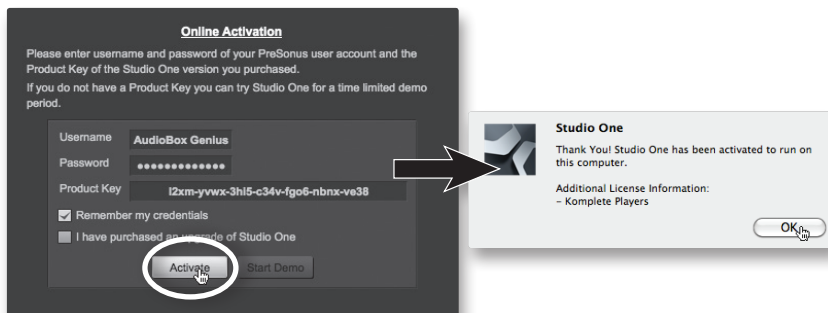 Online Activation
Please enter username and password of your PreSonus user account and the
Product Key of the Studio One version you purchased.
If you do not have a Product Key you can try Studio One for a time limited demo
period.
Username AudioBox Genius
Password •••••••••••••
Product Key l2xm-yvwx-3hl5-c34v-fgo6-nbnx-ve38
Remember my credentials
I have purchased an upgrade of Studio One
Activate Start Demo
Studio One
Thank You! Studio One has been activated to run on
this computer.
Additional License Information:
– Komplete Players
OK